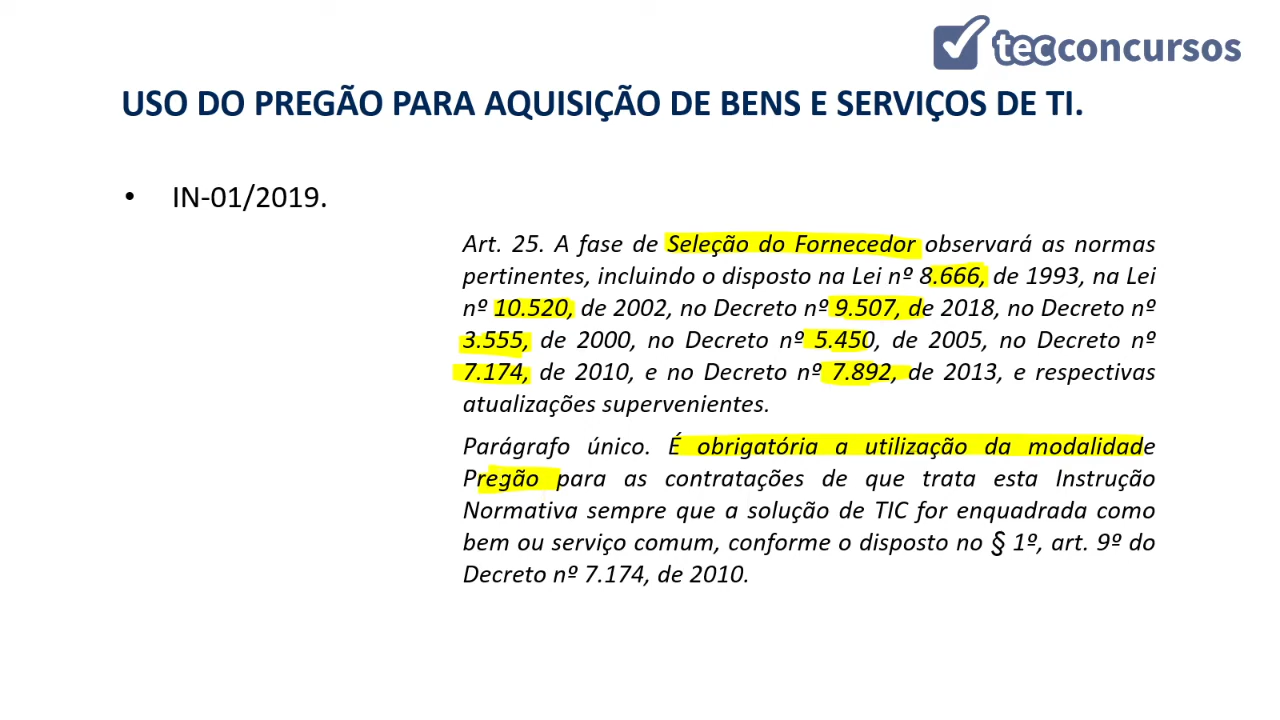 tecconcursos
USO DO PREGÃO PARA AQUISIÇÃO DE BENS E SERVIÇOS DE TI.
• IN-01/2019.
Art. 25. A fase de Seleção do Fornecedor observará as normas
pertinentes, incluindo o disposto na Lei nº 8.666, de 1993, na Lei
nº 10.520, de 2002, no Decreto nº 9.507, de 2018, no Decreto nº
3.555, de 2000, no Decreto nº 5.450, de 2005, no Decreto nº
7.174, de 2010, e no Decreto nº 7.892, de 2013, e respectivas
atualizações supervenientes.
Parágrafo único. É obrigatória a utilização da modalidade
Pregão para as contratações de que trata esta Instrução
Normativa sempre que a solução de TIC for enquadrada como
bem ou serviço comum, conforme o disposto no § 1º, art. 9º do
Decreto nº 7.174, de 2010.